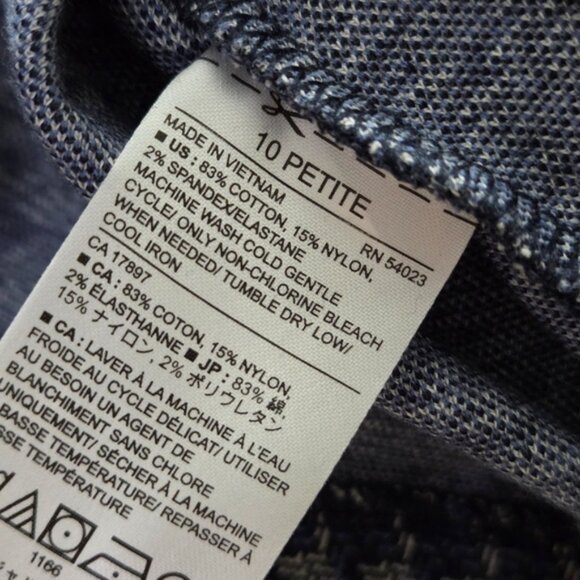 10 PETITE
MADE IN VIETNAM
RN 54023
■ US : 83% COTTON, 15% NYLON,
2% SPANDEX/ELASTANE
MACHINE WASH COLD GENTLE
CYCLE/ ONLY NON-CHLORINE BLEACH
WHEN NEEDED/ TUMBLE DRY LOW/
COOL IRON
CA 17897
■ CA : 83% COTON, 15% NYLON,
2% ÉLASTHANNE ■ JP : 83% 綿,
15% ナイロン, 2% ポリウレタン
■ CA : LAVER À LA MACHINE À L'EAU
FROIDE AU CYCLE DÉLICAT/ UTILISER
AU BESOIN UN AGENT DE
BLANCHIMENT SANS CHLORE
UNIQUEMENT/ SÉCHER À LA MACHINE
BASSE TEMPÉRATURE/ REPASSER À
TEMPÉRATURE
1166